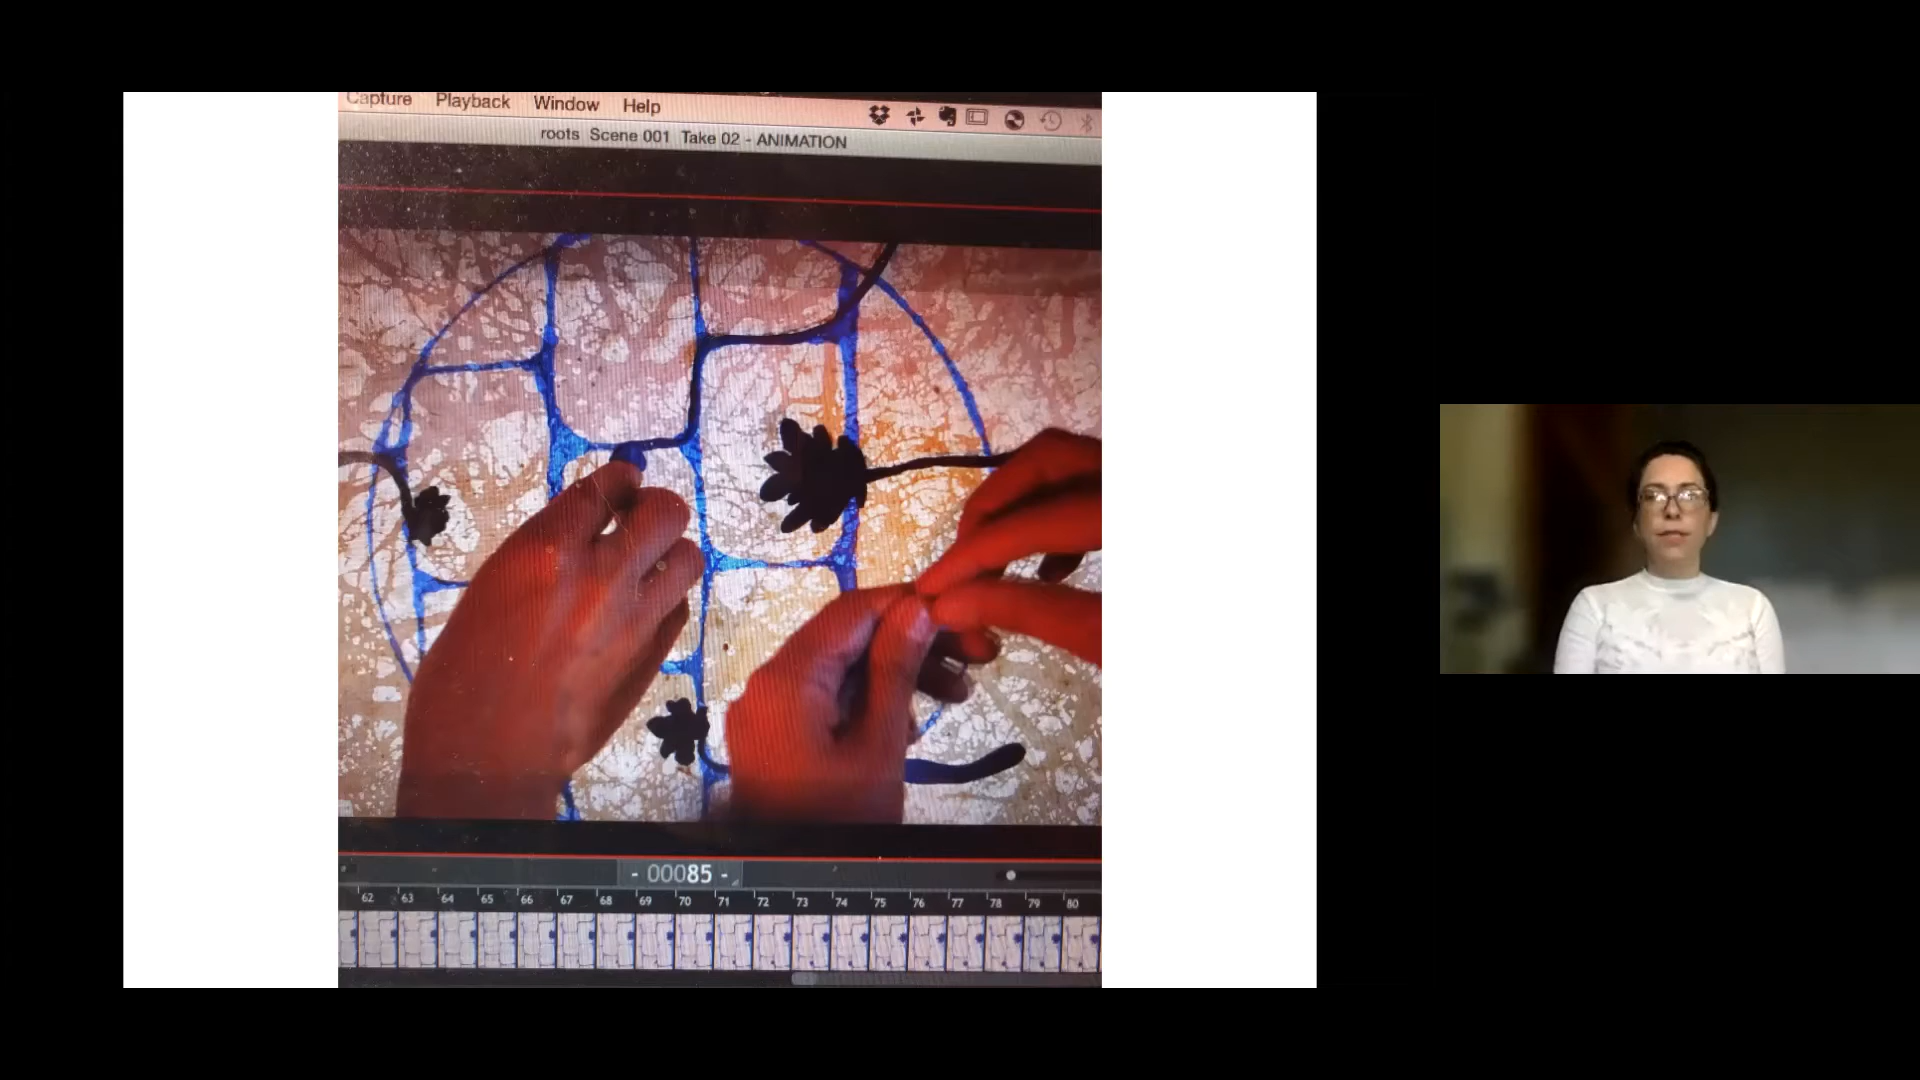 Capture Playback Window Help
roots Scene 001 Take 02 - ANIMATION
- 00085 -
62 63 64 65 66 67 68 69 70 71 72 73 74 75 76 77 78 79 80